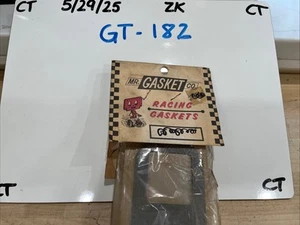 CT 5/29/25 ZK CT
GT-182
MR. GASKET CO.
RACING
GASKETS
CT CT